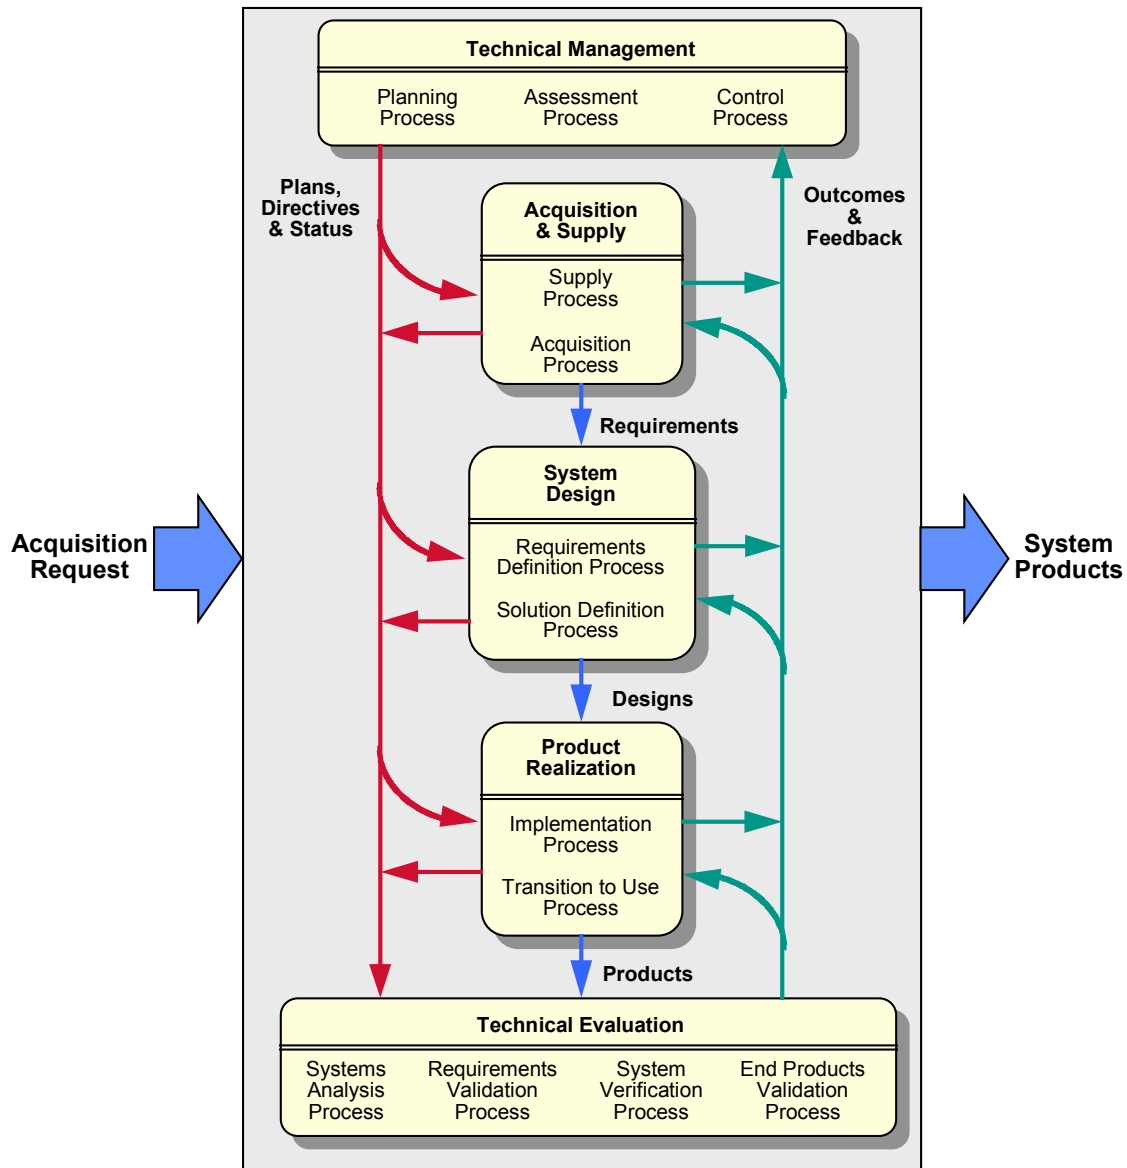 Technical Management
Planning
Process
Assessment
Process
Control
Process
Plans,
Directives
& Status
Outcomes
&
Feedback
Acquisition
& Supply
Supply
Process
Acquisition
Process
Requirements
System
Design
Requirements
Definition Process
Solution Definition
Process
Acquisition
Request
System
Products
Designs
Product
Realization
Implementation
Process
Transition to Use
Process
Products
Technical Evaluation
Systems
Analysis
Process
Requirements
Validation
Process
System
Verification
Process
End Products
Validation
Process